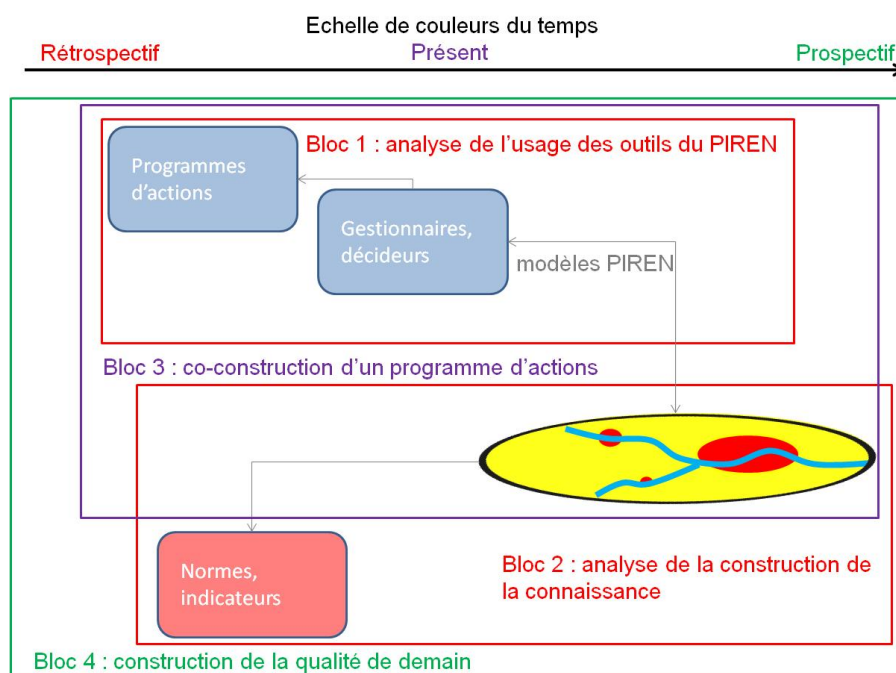 Echelle de couleurs du temps
Rétrospectif Présent Prospectif
Bloc 1 : analyse de l'usage des outils du PIREN
Programmes
d'actions
Gestionnaires,
décideurs
modèles PIREN
Bloc 3 : co-construction d'un programme d'actions
Normes,
indicateurs
Bloc 2 : analyse de la construction de
la connaissance
Bloc 4 : construction de la qualité de demain